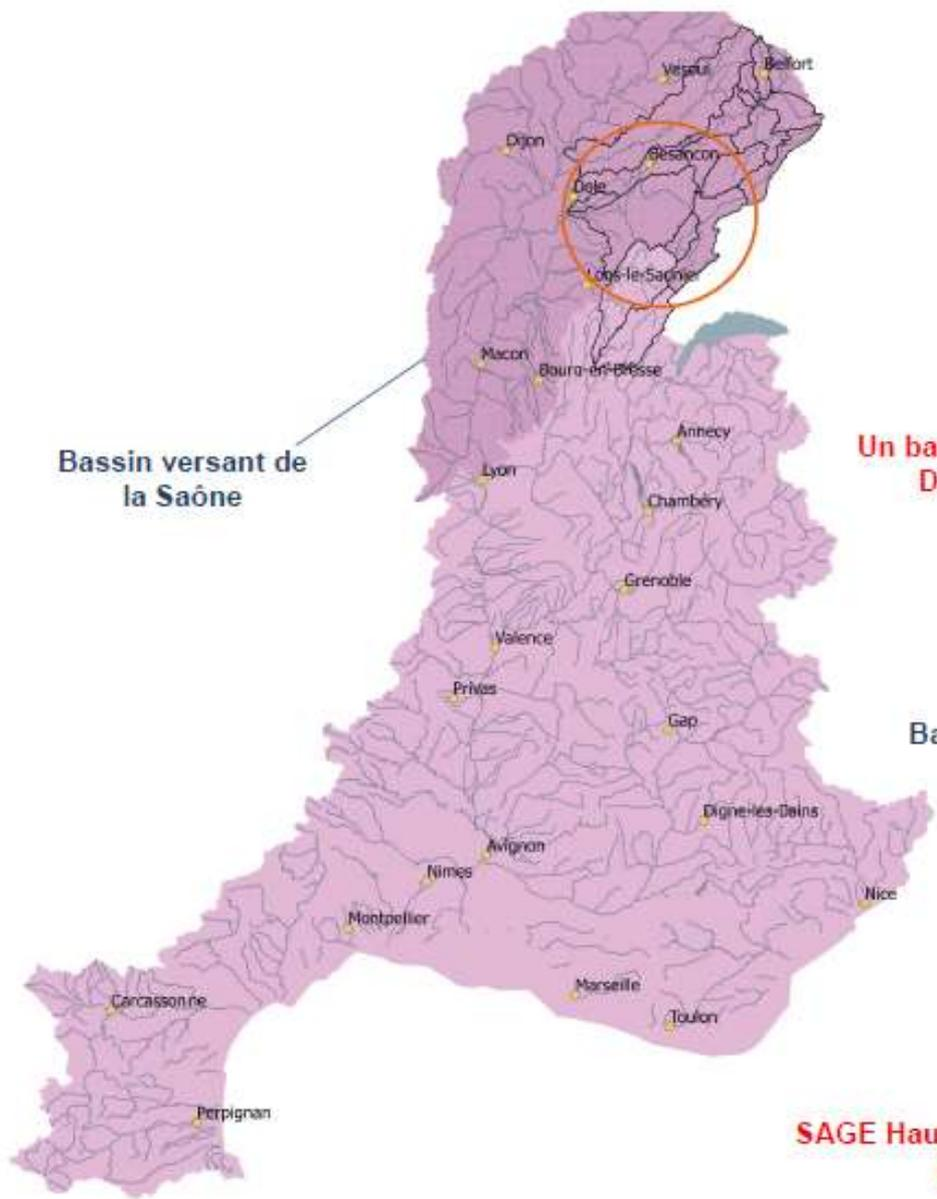 Vesoul
Belfort
Dijon
Besancon
Dole
Lons-le-Saunier
Macon
Bourg-en-Bresse
Annecy
Bassin versant de
la Saône
Un ba
D
Lyon
Chambéry
Grenoble
Valence
Privas
Gap
Ba
Digne-les-Bains
Avignon
Nimes
Nice
Montpellier
Marseille
Carcassonne
Toulon
Perpignan
SAGE Hau